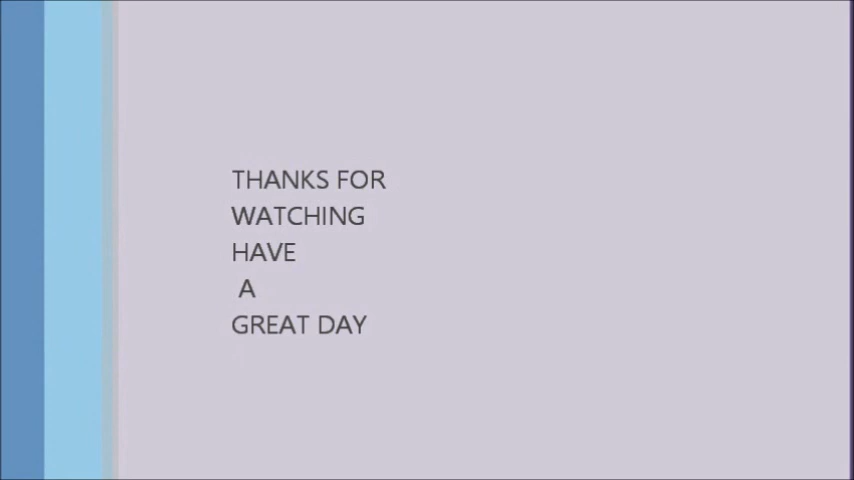 THANKS FOR
WATCHING
HAVE
A
GREAT DAY